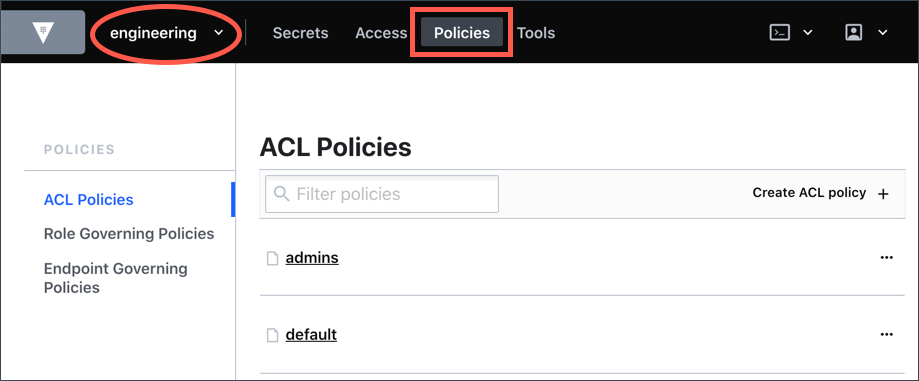 engineering Secrets Access Policies Tools
POLICIES
ACL Policies
Role Governing Policies
Endpoint Governing
Policies
ACL Policies
Filter policies
Create ACL policy +
admins
default